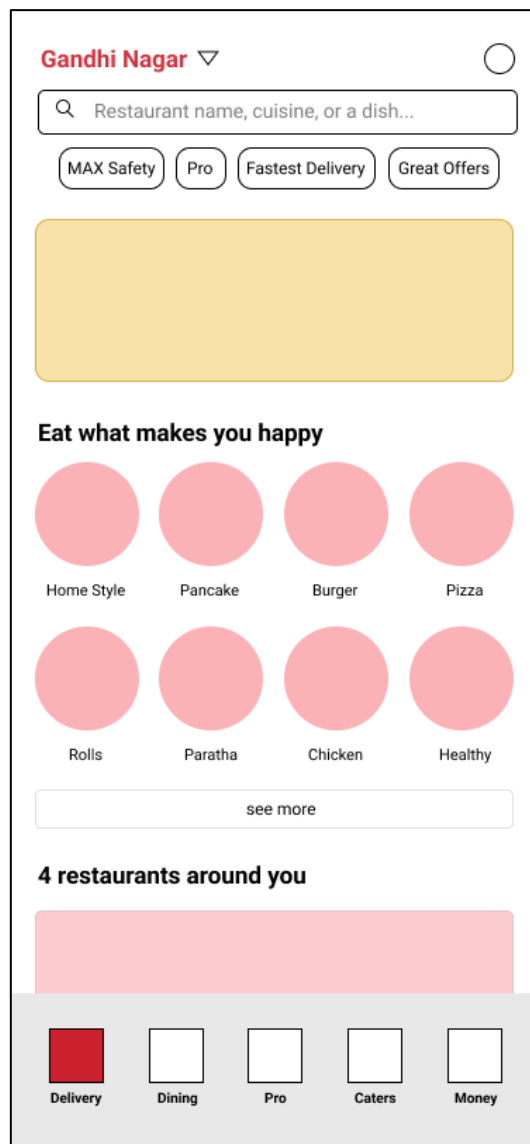 Gandhi Nagar
Restaurant name, cuisine, or a dish...
MAX Safety Pro Fastest Delivery Great Offers
Eat what makes you happy
Home Style Pancake Burger Pizza
Rolls Paratha Chicken Healthy
see more
4 restaurants around you
Delivery Dining Pro Caters Money